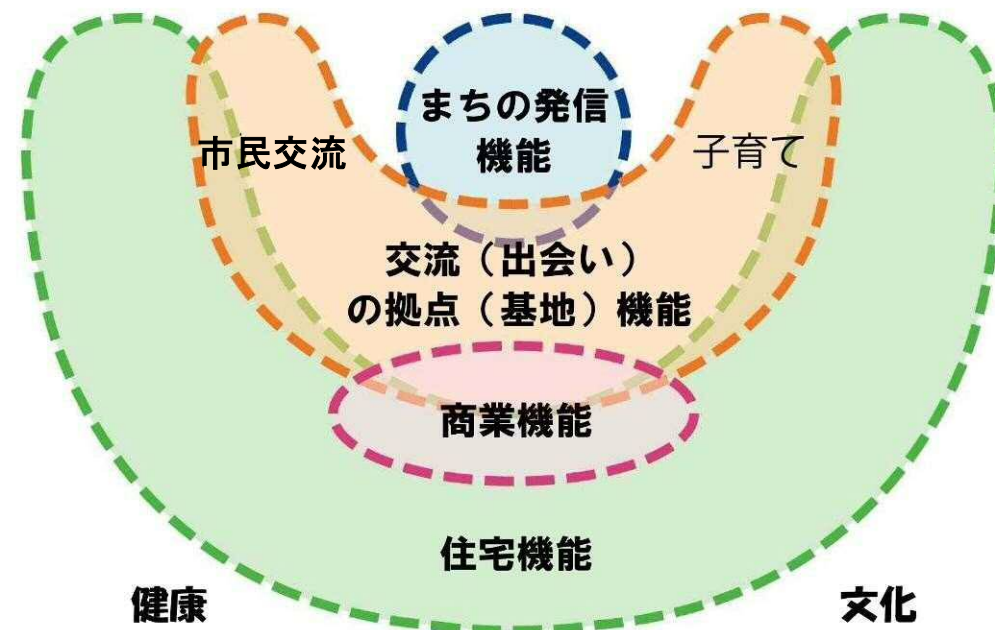 まちの発信
機能
市民交流
子育て
交流（出会い）
の拠点（基地）機能
商業機能
住宅機能
健康
文化